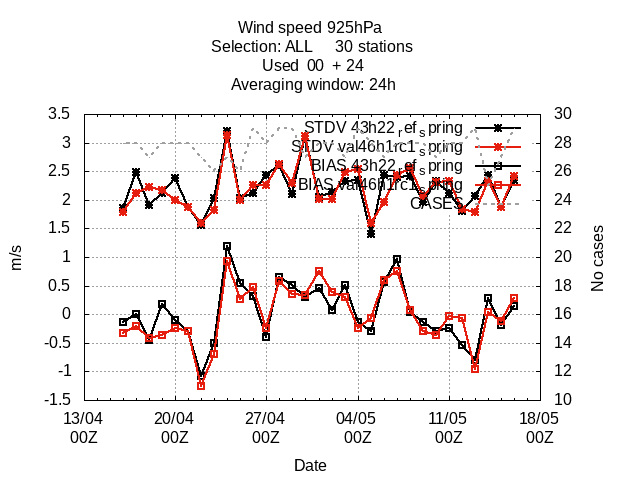 Wind speed 925hPa
Selection: ALL 30 stations
Used 00 + 24
Averaging window: 24h
3.5
3
2.5
2
1.5
1
0.5
0
-0.5
-1
-1.5
m/s
30
28
26
24
22
20
18
16
14
12
10
No cases
STDV 43h22_ref_spring
STDV val46h1rc1_spring
BIAS 43h22_ref_spring
BIAS val46h1rc1_spring
CASES
13/04 20/04 27/04 04/05 11/05 18/05
00Z 00Z 00Z 00Z 00Z 00Z
Date